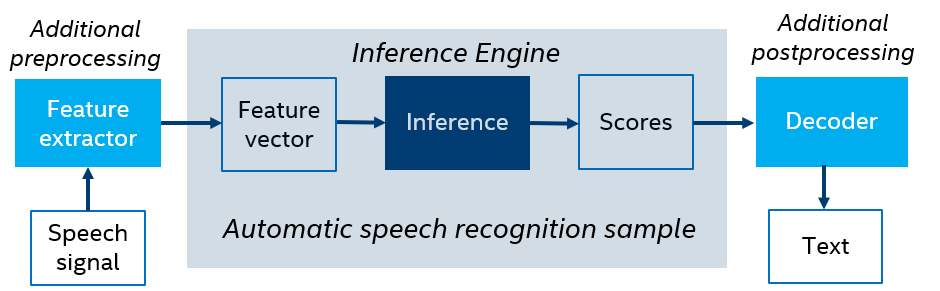 Additional
preprocessing
Feature
extractor
Speech
signal
Inference Engine
Feature
vector
Inference
Scores
Automatic speech recognition sample
Additional
postprocessing
Decoder
Text